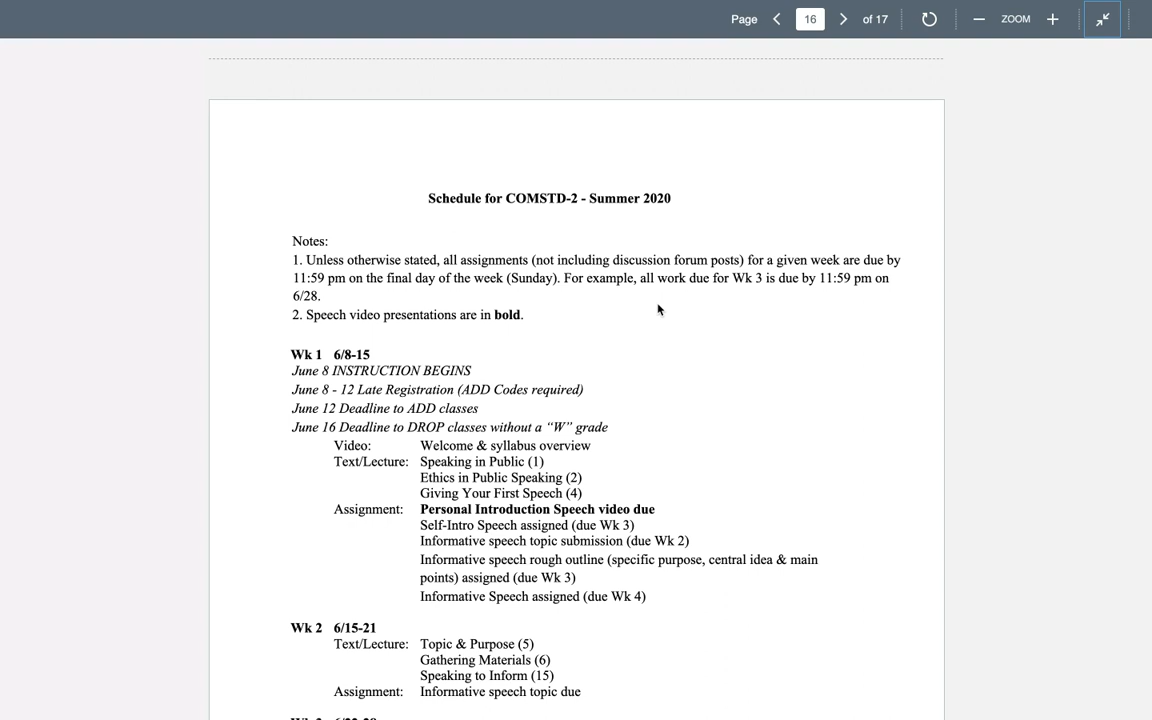 Page 16 of 17 ZOOM
Schedule for COMSTD-2 - Summer 2020
Notes:
1. Unless otherwise stated, all assignments (not including discussion forum posts) for a given week are due by
11:59 pm on the final day of the week (Sunday). For example, all work due for Wk 3 is due by 11:59 pm on
6/28.
2. Speech video presentations are in bold.
Wk 1 6/8-15
June 8 INSTRUCTION BEGINS
June 8 - 12 Late Registration (ADD Codes required)
June 12 Deadline to ADD classes
June 16 Deadline to DROP classes without a “W” grade
Video: Welcome & syllabus overview
Text/Lecture: Speaking in Public (1)
Ethics in Public Speaking (2)
Giving Your First Speech (4)
Assignment: Personal Introduction Speech video due
Self-Intro Speech assigned (due Wk 3)
Informative speech topic submission (due Wk 2)
Informative speech rough outline (specific purpose, central idea & main
points) assigned (due Wk 3)
Informative Speech assigned (due Wk 4)
Wk 2 6/15-21
Text/Lecture: Topic & Purpose (5)
Gathering Materials (6)
Speaking to Inform (15)
Assignment: Informative speech topic due